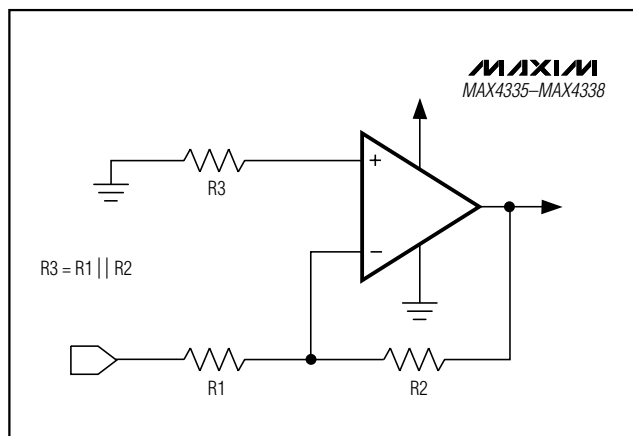 MAXIM
MAX4335–MAX4338
+
R3
−
R3 = R1 || R2
R1
R2